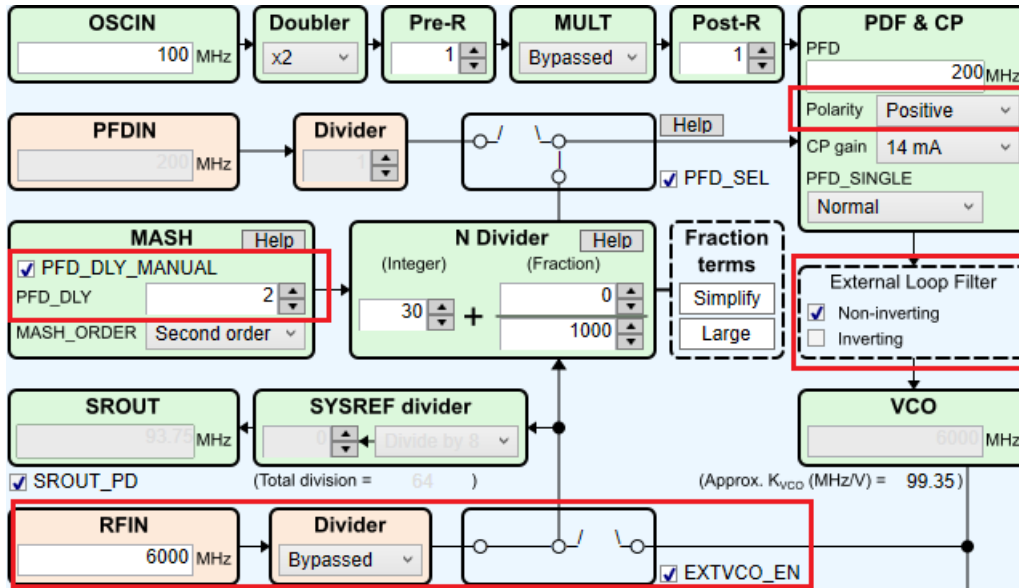 OSCIN
100 MHz
Doubler
x2
Pre-R
1
MULT
Bypassed
Post-R
1
PDF & CP
PFD
200 MHz
Polarity Positive
CP gain 14 mA
PFD_SINGLE
Normal
PFDIN
200 MHz
Divider
1
Help
PFD_SEL
MASH Help
PFD_DLY_MANUAL
PFD_DLY 2
MASH_ORDER Second order
N Divider Help
(Integer) (Fraction)
30 + 0
1000
Fraction
terms
Simplify
Large
External Loop Filter
Non-inverting
Inverting
SROUT
93.75 MHz
SROUT_PD
SYSREF divider
0 Divide by 8
(Total division = 64 )
VCO
6000 MHz
(Approx. KVCO (MHz/V) = 99.35 )
RFIN
6000 MHz
Divider
Bypassed
EXTVCO_EN